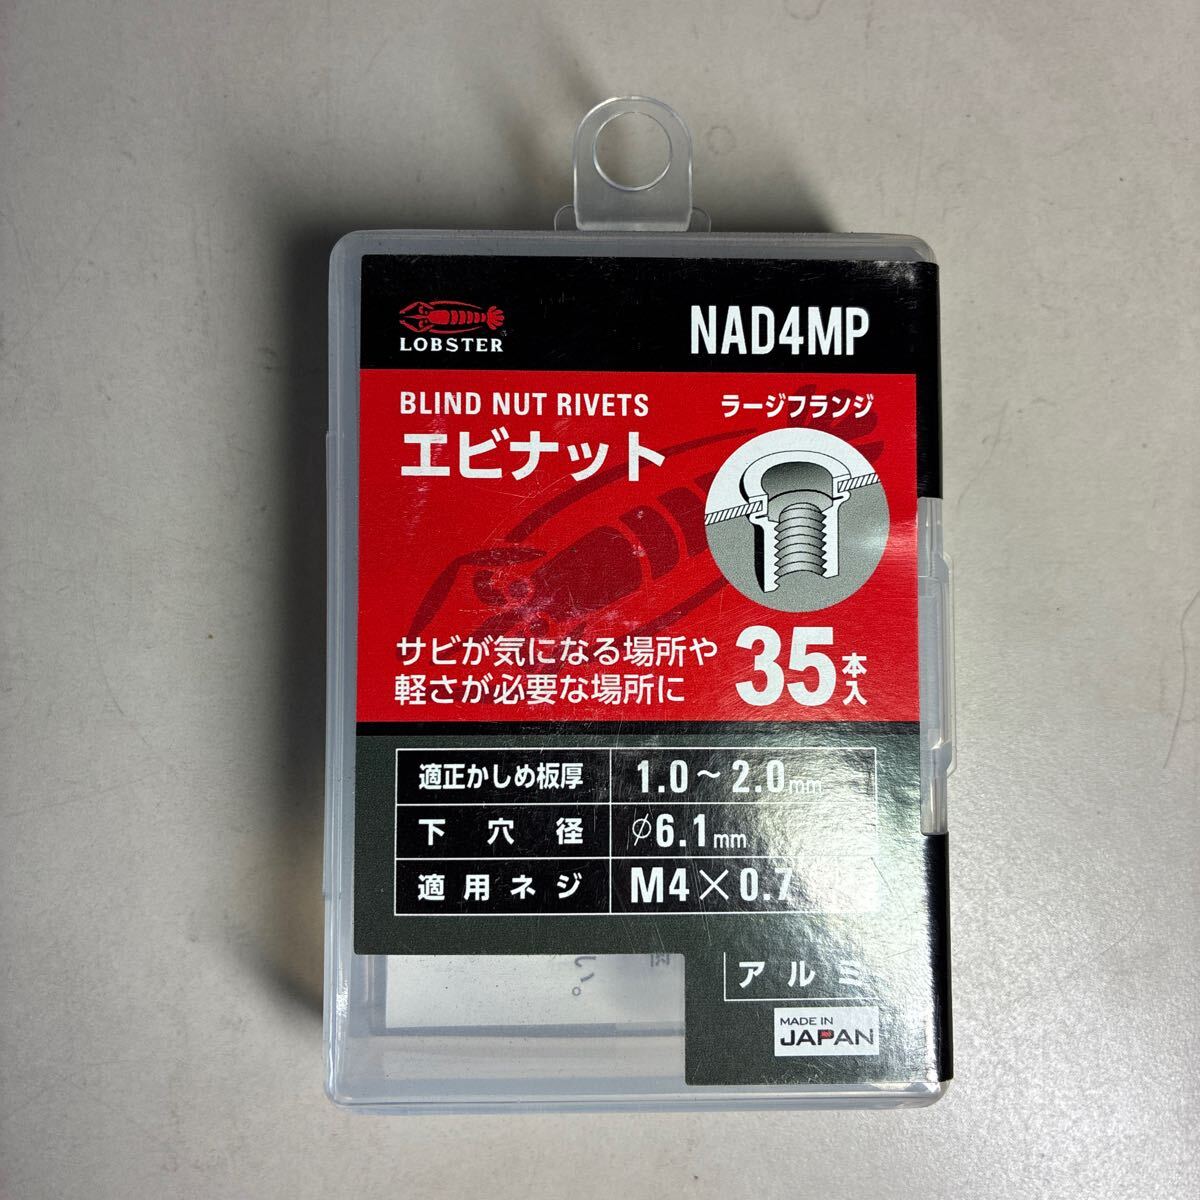 LOBSTER
NAD4MP
BLIND NUT RIVETS
ラージフランジ
エビナット
サビが気になる場所や
軽さが必要な場所に
35本入
適正かしめ板厚 1.0～2.0mm
下穴径 φ6.1mm
適用ネジ M4×0.7
い。
アルミ
MADE IN
JAPAN